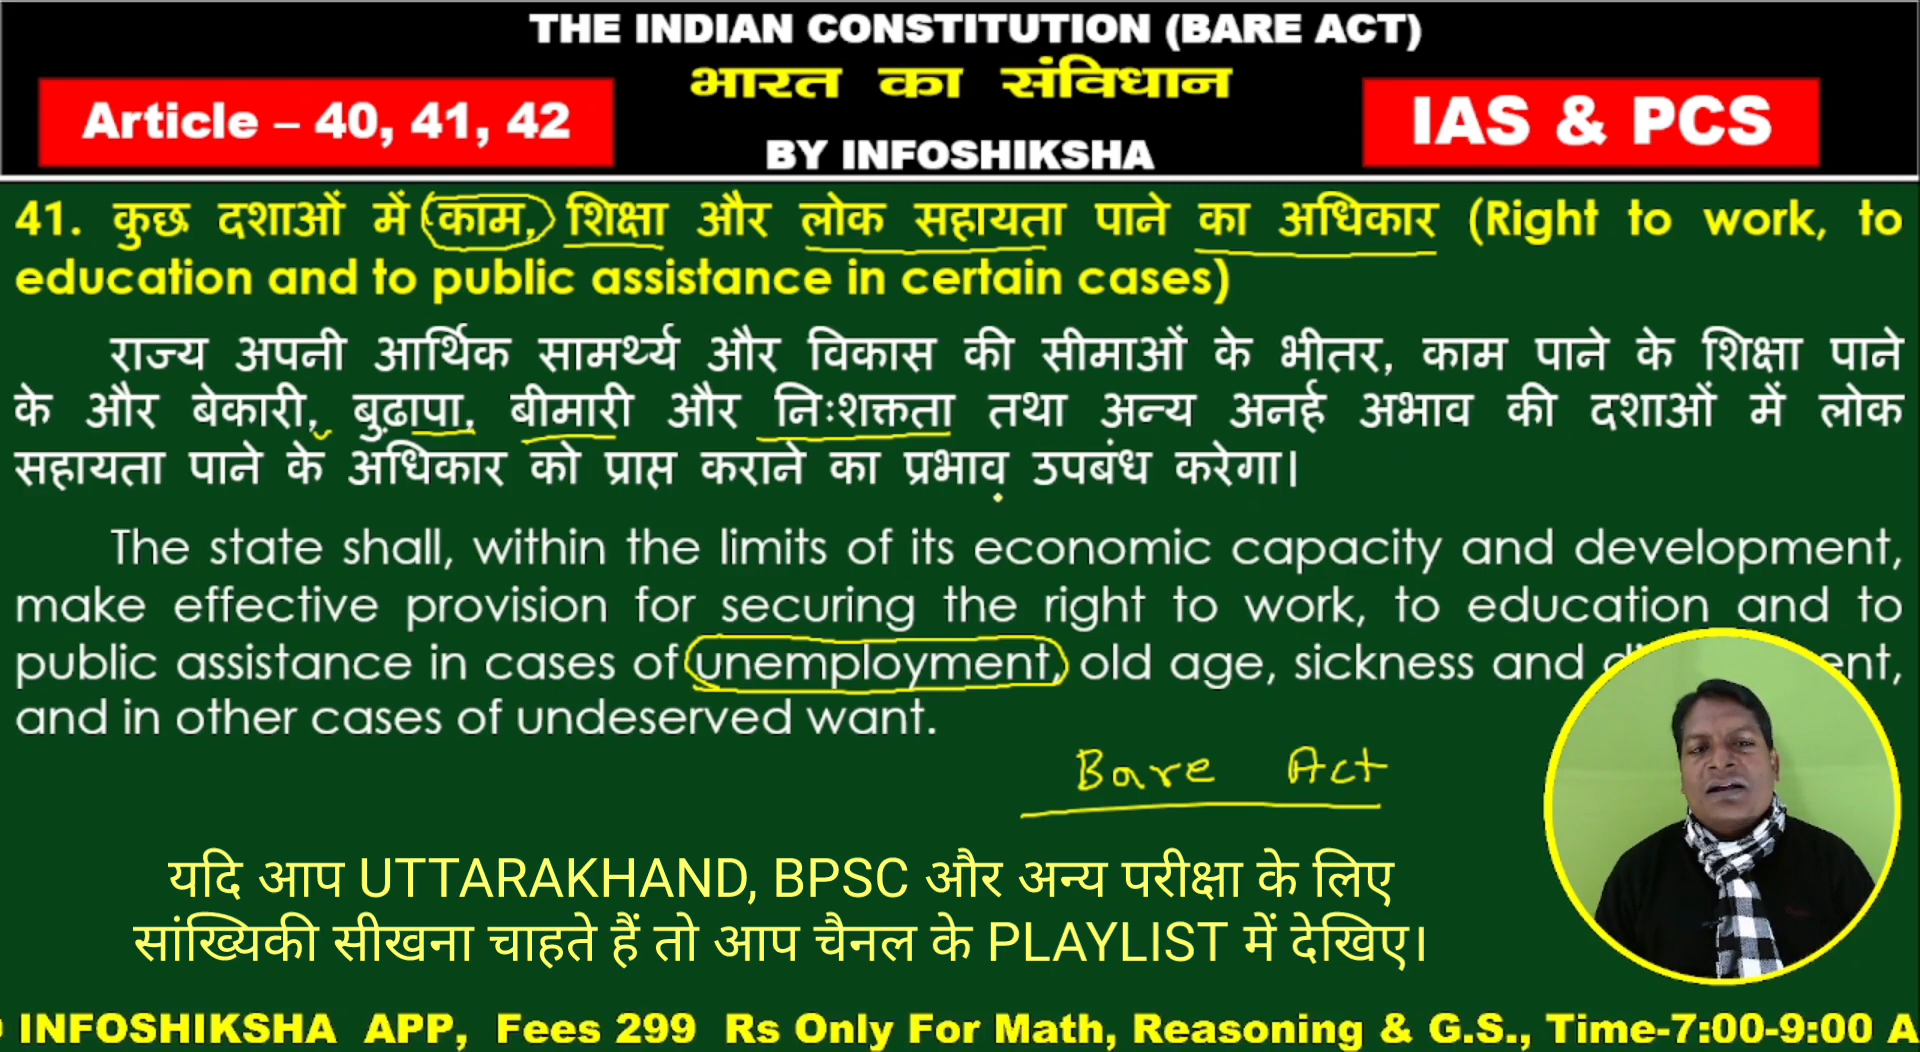 THE INDIAN CONSTITUTION (BARE ACT)
भारत का संविधान
Article – 40, 41, 42
IAS & PCS
BY INFOSHIKSHA
41. कुछ दशाओं में काम, शिक्षा और लोक सहायता पाने का अधिकार (Right to work, to
education and to public assistance in certain cases)
राज्य अपनी आर्थिक सामर्थ्य और विकास की सीमाओं के भीतर, काम पाने के शिक्षा पाने
के और बेकारी, बुढ़ापा, बीमारी और निःशक्तता तथा अन्य अनर्ह अभाव की दशाओं में लोक
सहायता पाने के अधिकार को प्राप्त कराने का प्रभाव उपबंध करेगा।
The state shall, within the limits of its economic capacity and development,
make effective provision for securing the right to work, to education and to
public assistance in cases of unemployment, old age, sickness and
and in other cases of undeserved want.
Bare Act
यदि आप UTTARAKHAND, BPSC और अन्य परीक्षा के लिए
सांख्यिकी सीखना चाहते हैं तो आप चैनल के PLAYLIST में देखिए।
INFOSHIKSHA APP, Fees 299 Rs Only For Math, Reasoning & G.S., Time-7:00-9:00 A